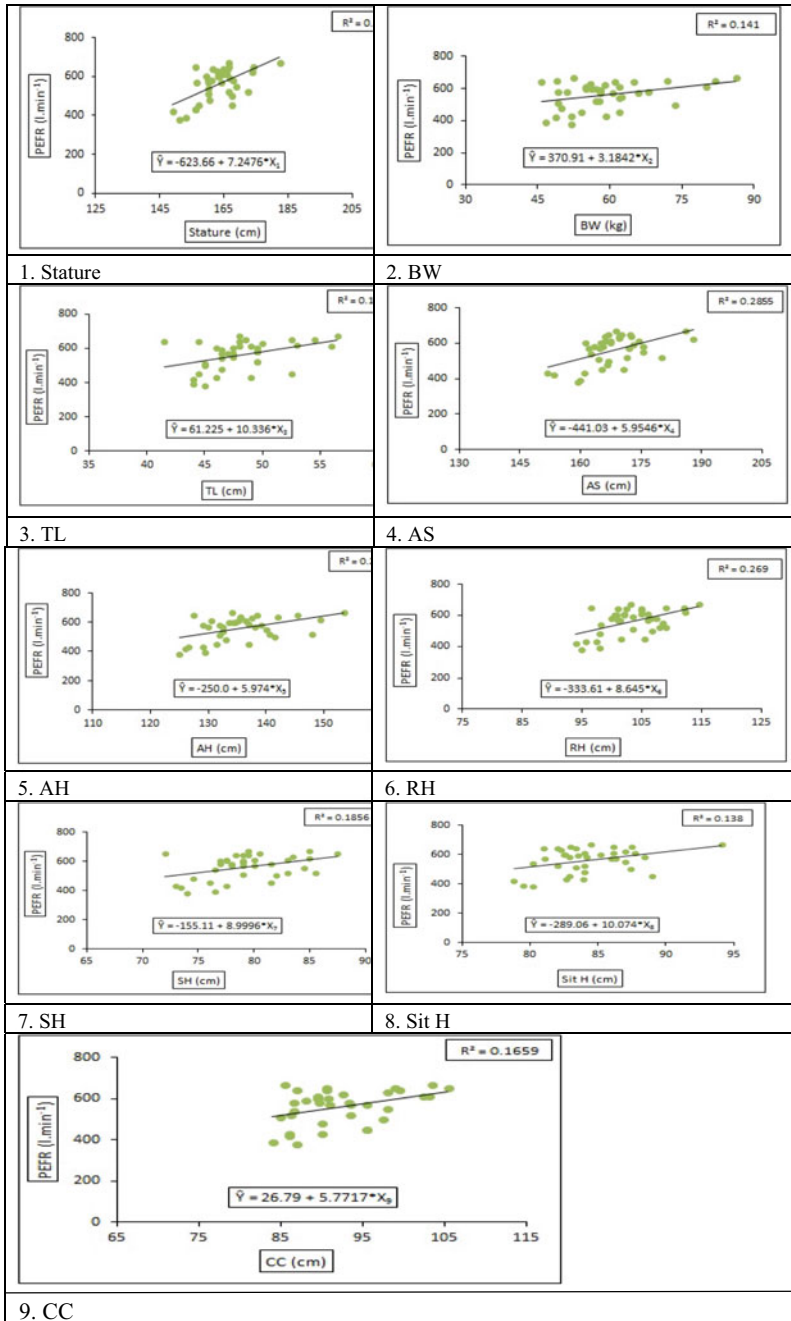 R² = 0.
800
600
400
200
0
PEFR (l.min⁻¹)
Ŷ = -623.66 + 7.2476*X₁
125 145 165 185 205
Stature (cm)
1. Stature
R² = 0.141
800
600
400
200
0
PEFR (l.min⁻¹)
Ŷ = 370.91 + 3.1842*X₂
30 45 60 75 90
BW (kg)
2. BW
R² = 0.1
800
600
400
200
0
PEFR (l.min⁻¹)
Ŷ = 61.225 + 10.336*X₃
35 40 45 50 55
TL (cm)
3. TL
R² = 0.2855
800
600
400
200
0
PEFR (l.min⁻¹)
Ŷ = -441.03 + 5.9546*X₄
130 145 160 175 190 205
AS (cm)
4. AS
R² = 0.
800
600
400
200
0
PEFR (l.min⁻¹)
Ŷ = -250.0 + 5.974*X₅
110 120 130 140 150
AH (cm)
5. AH
R² = 0.269
800
600
400
200
0
PEFR (l.min⁻¹)
Ŷ = -333.61 + 8.645*X₆
75 85 95 105 115 125
RH (cm)
6. RH
R² = 0.1856
800
600
400
200
0
PEFR (l.min⁻¹)
Ŷ = -155.11 + 8.9996*X₇
65 70 75 80 85 90
SH (cm)
7. SH
R² = 0.138
800
600
400
200
0
PEFR (l.min⁻¹)
Ŷ = -289.06 + 10.074*X₈
75 80 85 90 95
Sit H (cm)
8. Sit H
R² = 0.1659
800
600
400
200
0
PEFR (l.min⁻¹)
Ŷ = 26.79 + 5.7717*X₉
65 75 85 95 105 115
CC (cm)
9. CC